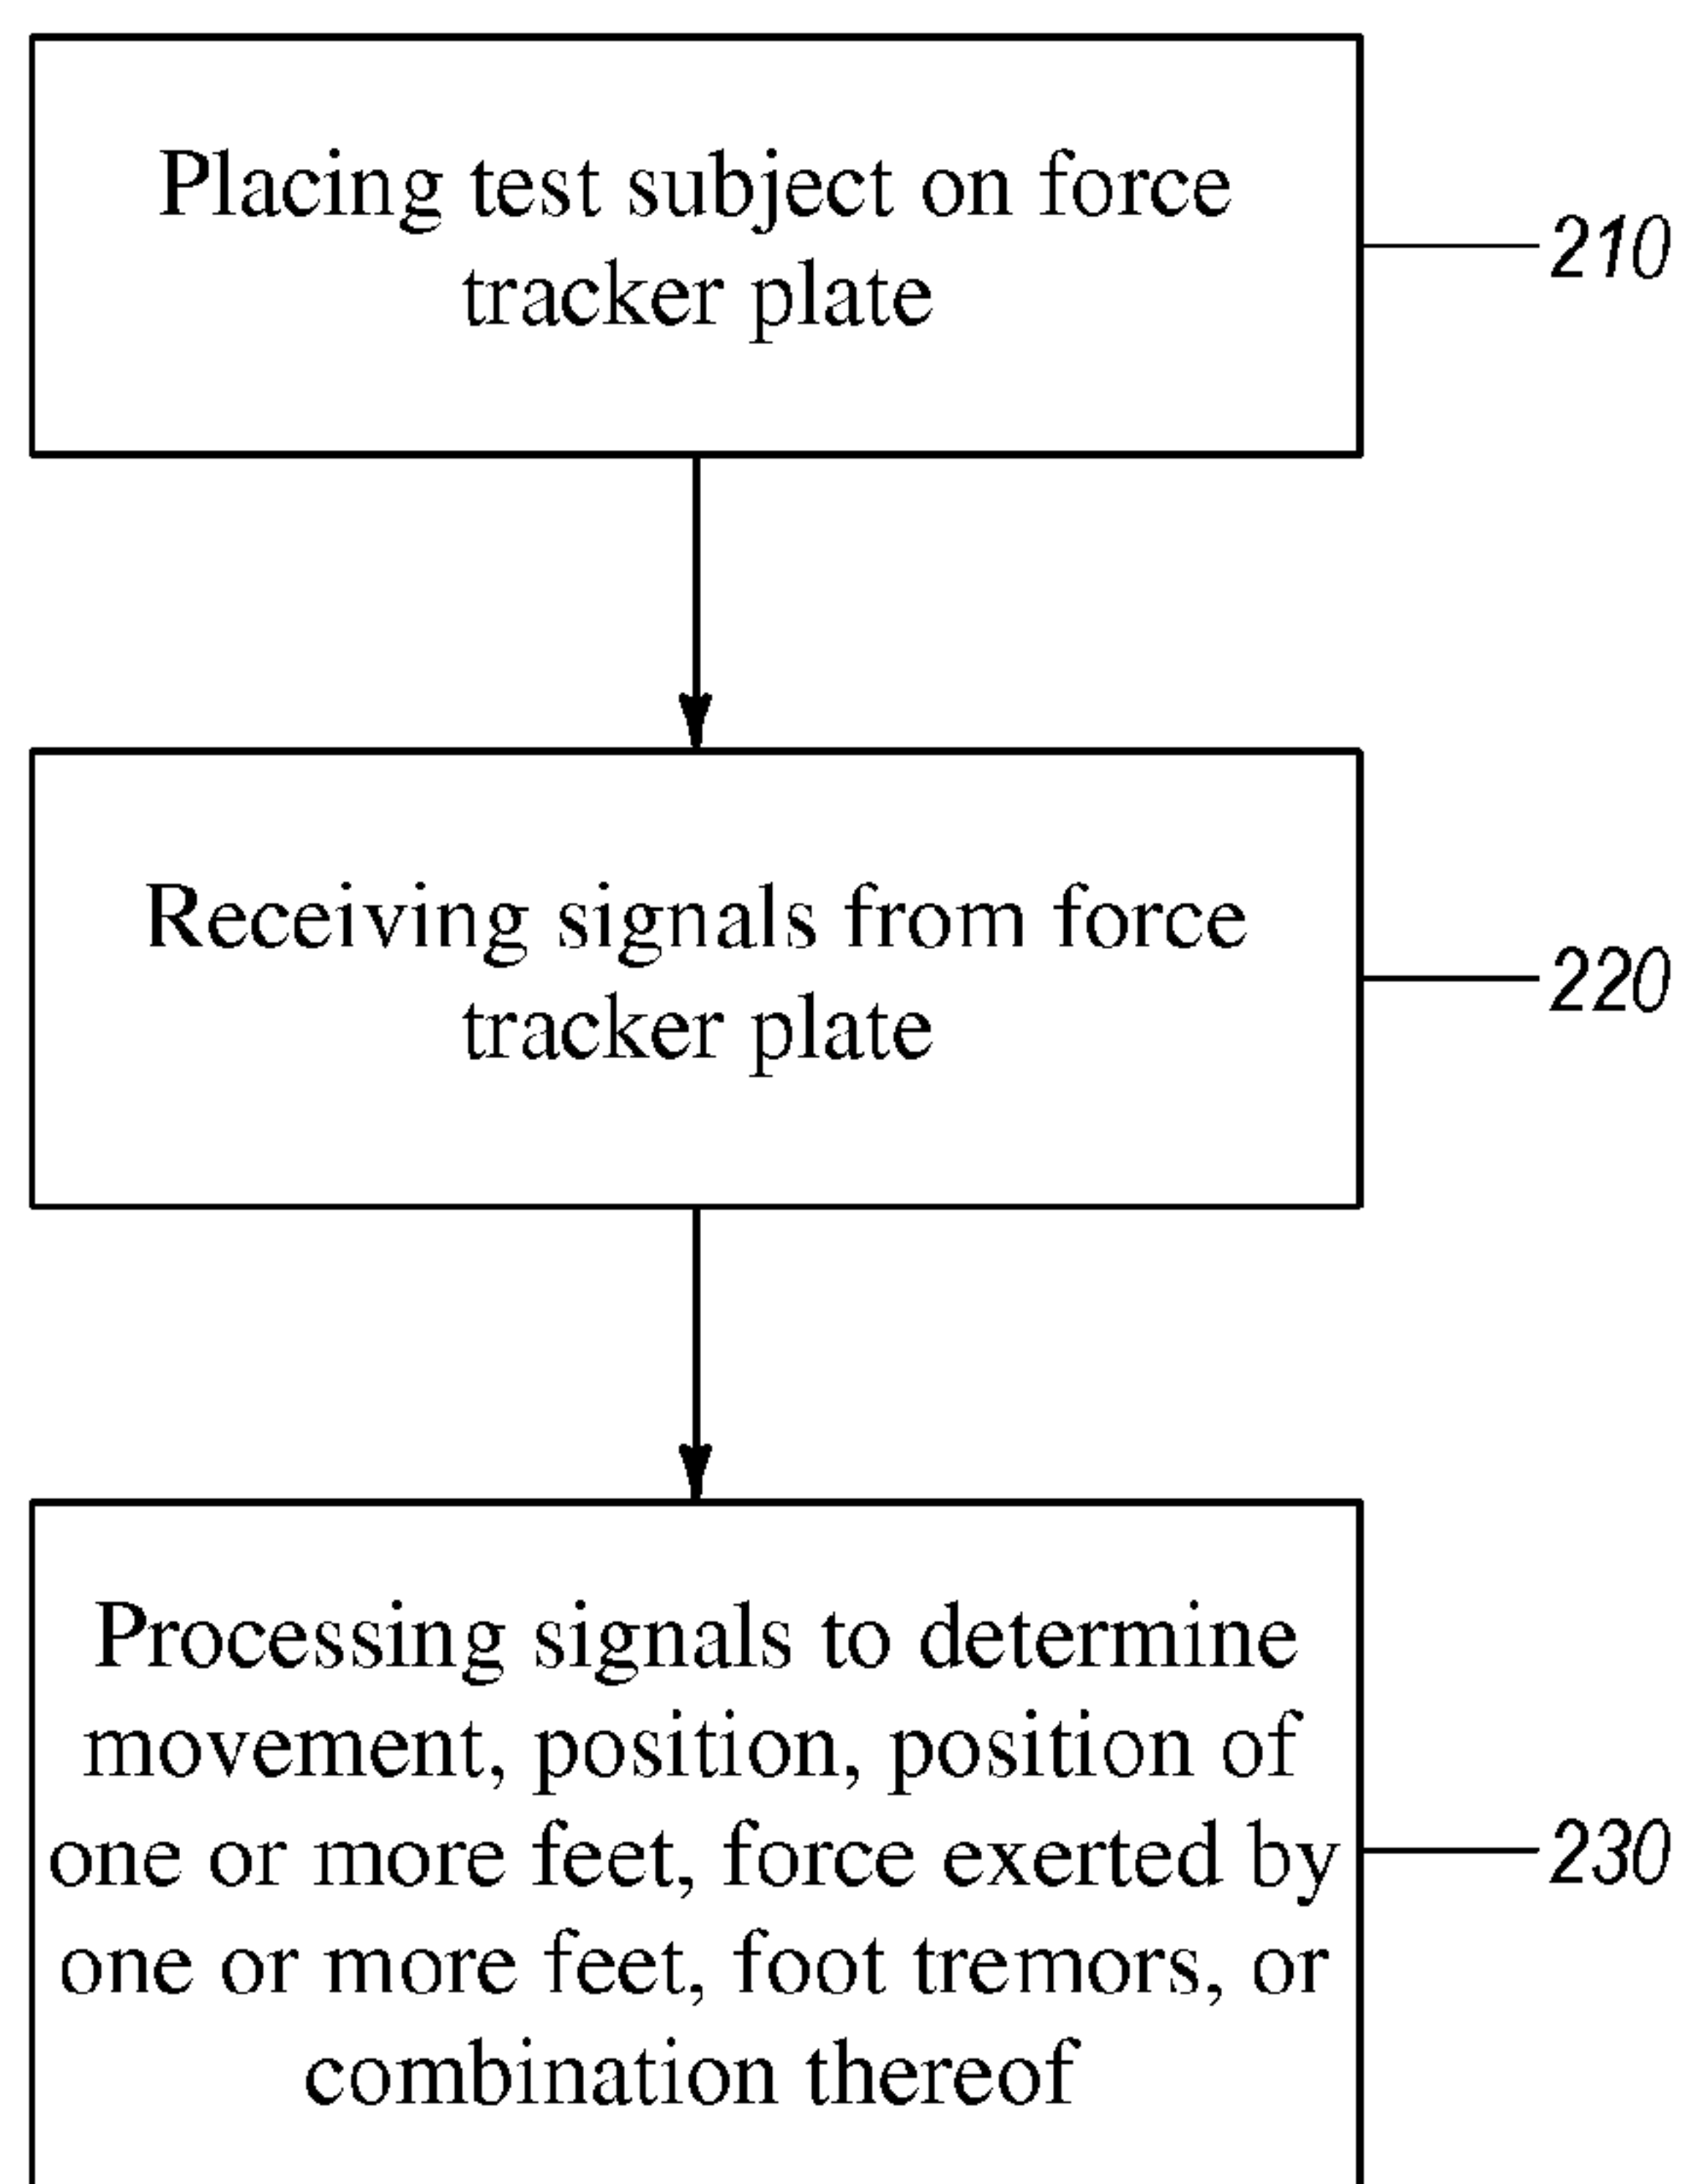 Placing test subject on force
tracker plate
210
Receiving signals from force
tracker plate
220
Processing signals to determine
movement, position, position of
one or more feet, force exerted by
one or more feet, foot tremors, or
combination thereof
230